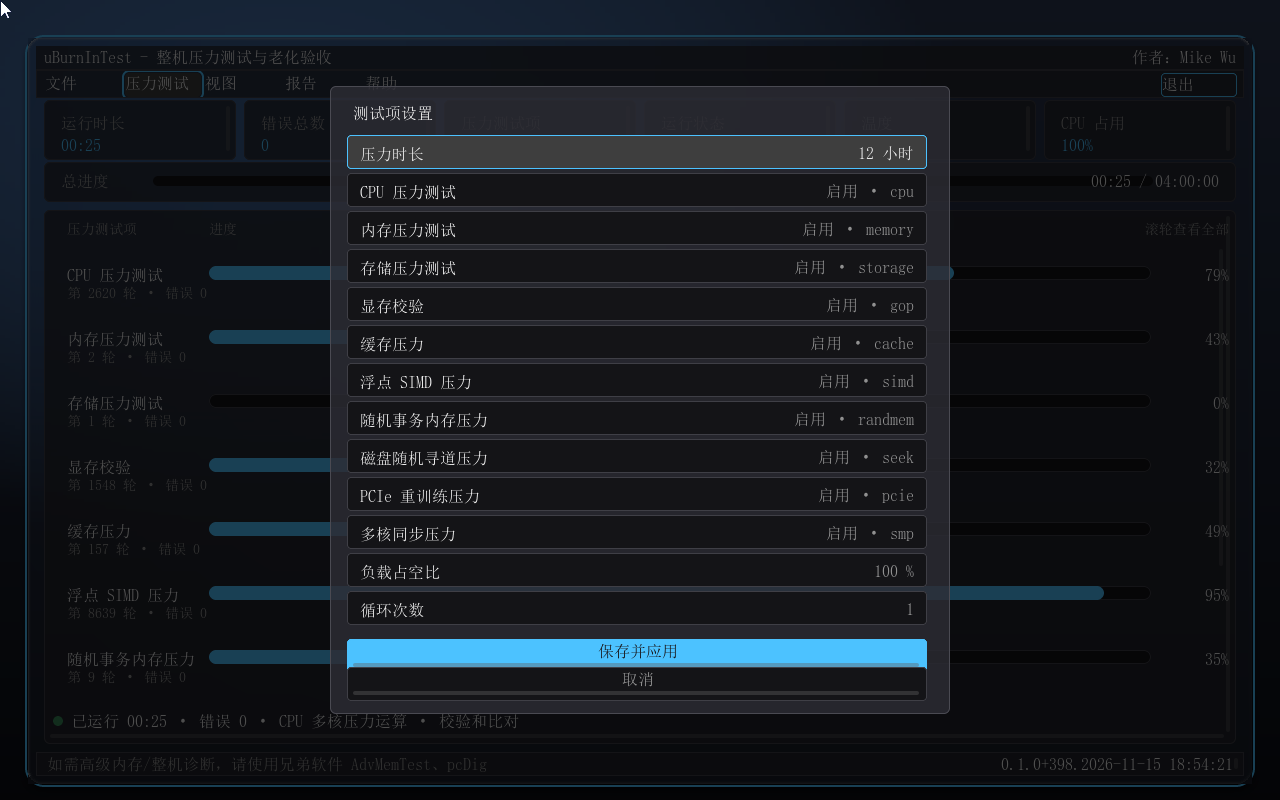 uBurnInTest - 整机压力测试与老化验收 作者: Mike Wu
文件 压力测试 视图 报告 帮助 退出
运行时长 错误总数 压力测试项 运行状态 温度 CPU 占用
00:25 0 100%
总进度 00:25 / 04:00:00
压力测试项 进度 滚轮查看全部
CPU 压力测试 79%
第 2620 轮 • 错误 0
内存压力测试 43%
第 2 轮 • 错误 0
存储压力测试 0%
第 1 轮 • 错误 0
显存校验 32%
第 1548 轮 • 错误 0
缓存压力 49%
第 157 轮 • 错误 0
浮点 SIMD 压力 95%
第 8639 轮 • 错误 0
随机事务内存压力 35%
第 9 轮 • 错误 0
测试项设置
压力时长 12 小时
CPU 压力测试 启用 • cpu
内存压力测试 启用 • memory
存储压力测试 启用 • storage
显存校验 启用 • gop
缓存压力 启用 • cache
浮点 SIMD 压力 启用 • simd
随机事务内存压力 启用 • randmem
磁盘随机寻道压力 启用 • seek
PCIe 重训练压力 启用 • pcie
多核同步压力 启用 • smp
负载占空比 100 %
循环次数 1
保存并应用
取消
已运行 00:25 • 错误 0 • CPU 多核压力运算 • 校验和比对
如需高级内存/整机诊断，请使用兄弟软件 AdvMemTest、pcDig 0.1.0+398.2026-11-15 18:54:21